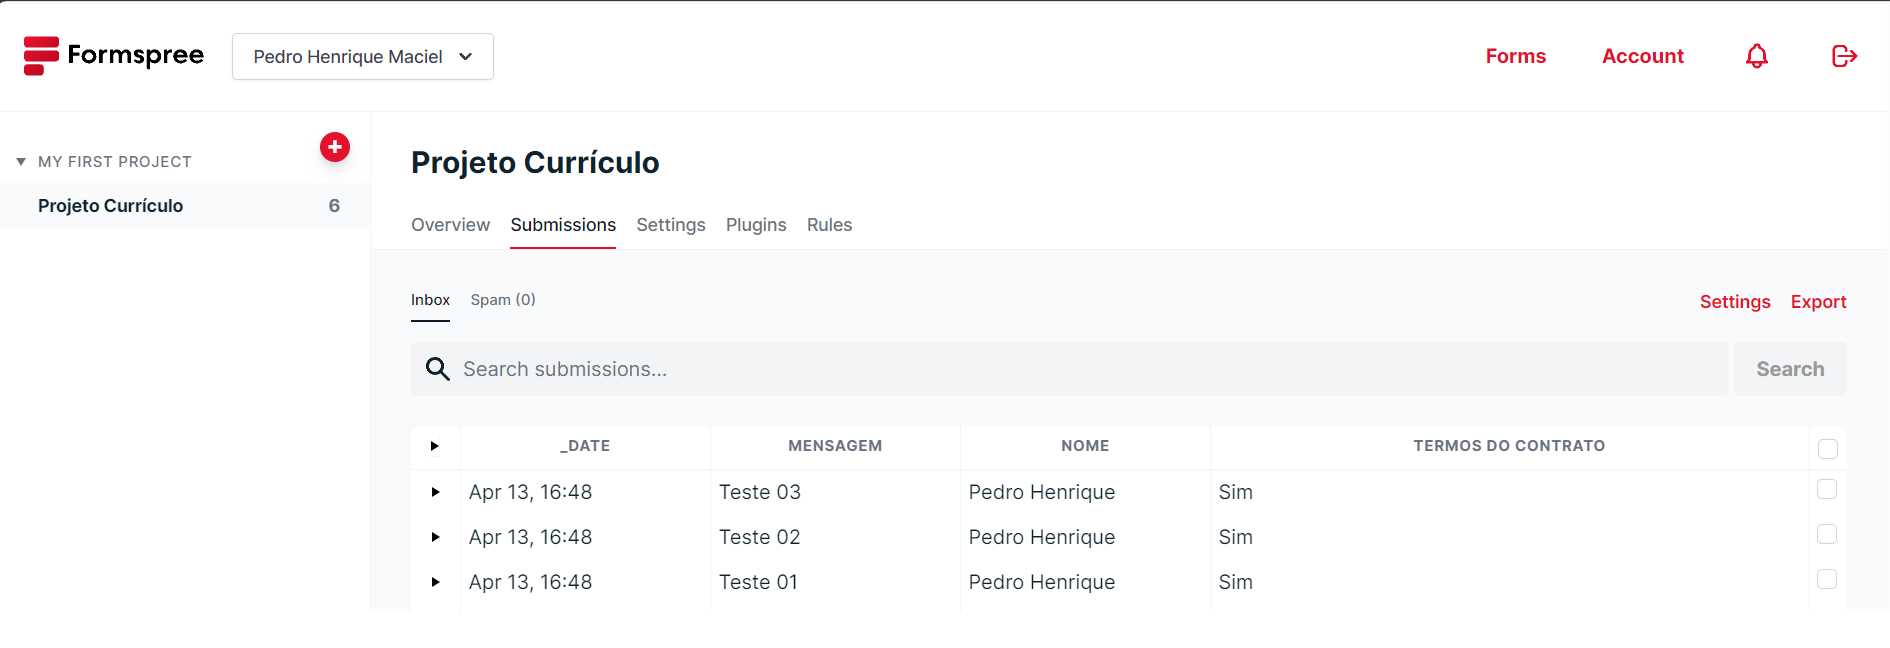 Formspree Pedro Henrique Maciel Forms Account
MY FIRST PROJECT
Projeto Currículo 6
Projeto Currículo
Overview Submissions Settings Plugins Rules
Inbox Spam (0) Settings Export
Search submissions... Search
_DATE MENSAGEM NOME TERMOS DO CONTRATO
Apr 13, 16:48 Teste 03 Pedro Henrique Sim
Apr 13, 16:48 Teste 02 Pedro Henrique Sim
Apr 13, 16:48 Teste 01 Pedro Henrique Sim